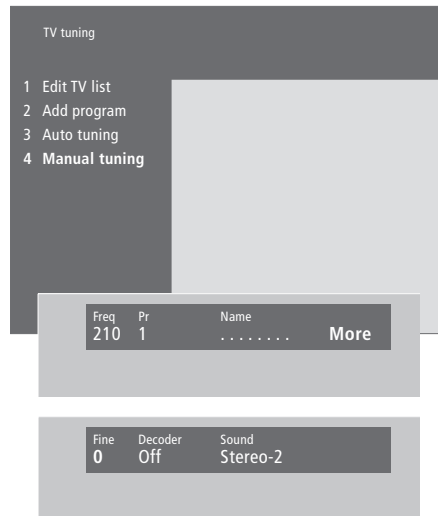 TV tuning
1 Edit TV list
2 Add program
3 Auto tuning
4 Manual tuning
Freq Pr Name
210 1 ........ More
Fine Decoder Sound
0 Off Stereo-2